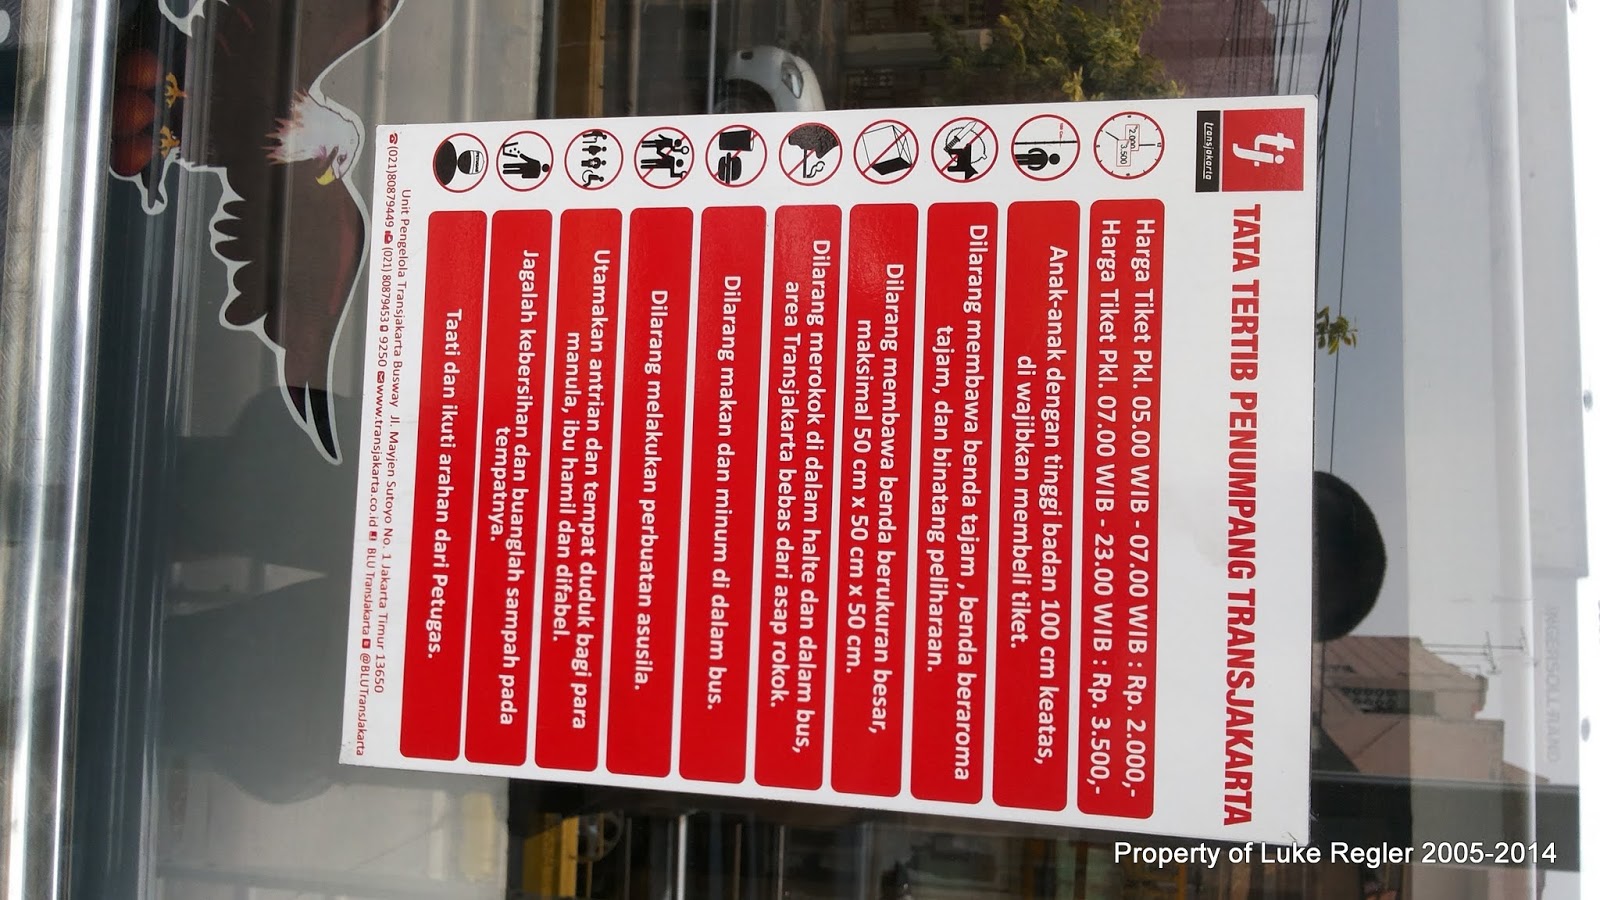 tj.
transjakarta
TATA TERTIB PENUMPANG TRANSJAKARTA
2.000
3.500
Harga Tiket Pkl. 05.00 WIB - 07.00 WIB : Rp. 2.000,-
Harga Tiket Pkl. 07.00 WIB - 23.00 WIB : Rp. 3.500,-
Anak-anak dengan tinggi badan 100 cm keatas,
di wajibkan membeli tiket.
Dilarang membawa benda tajam , benda beraroma
tajam, dan binatang peliharaan.
Dilarang membawa benda berukuran besar,
maksimal 50 cm x 50 cm x 50 cm.
Dilarang merokok di dalam halte dan dalam bus,
area Transjakarta bebas dari asap rokok.
Dilarang makan dan minum di dalam bus.
Dilarang melakukan perbuatan asusila.
Utamakan antrian dan tempat duduk bagi para
manula, ibu hamil dan difabel.
Jagalah kebersihan dan buanglah sampah pada
tempatnya.
Taati dan ikuti arahan dari Petugas.
Unit Pengelola Transjakarta Busway Jl. Mayjen Sutoyo No. 1 Jakarta Timur 13650
(021)80879449 (021) 80879453 9250 www.transjakarta.co.id BLU TransJakarta @BLUTransJakarta
INGERSOLL RAND
Property of Luke Regler 2005-2014